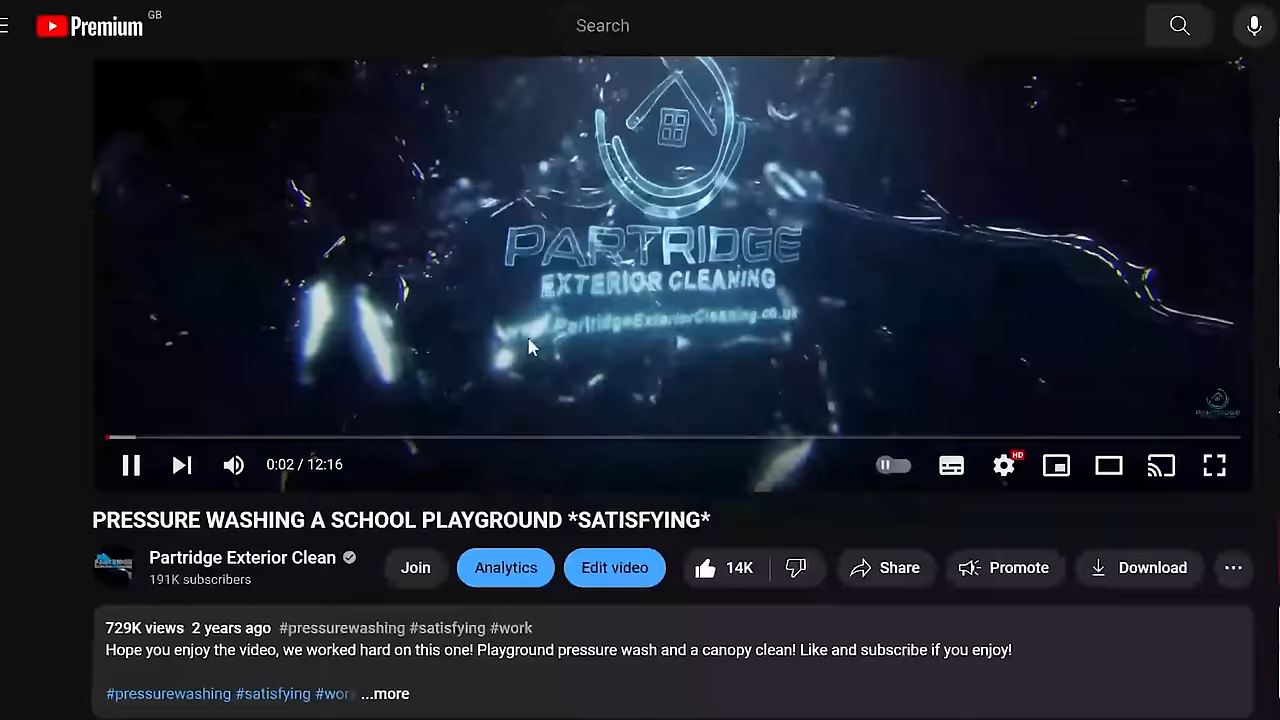 Premium GB
Search
PARTRIDGE
EXTERIOR CLEANING
PartridgeExteriorCleaning.co.uk
PARTRIDGE
0:02 / 12:16
HD
PRESSURE WASHING A SCHOOL PLAYGROUND *SATISFYING*
Partridge Exterior Clean
191K subscribers
Join
Analytics
Edit video
14K
Share
Promote
Download
729K views 2 years ago #pressurewashing #satisfying #work
Hope you enjoy the video, we worked hard on this one! Playground pressure wash and a canopy clean! Like and subscribe if you enjoy!
#pressurewashing #satisfying #wor ...more